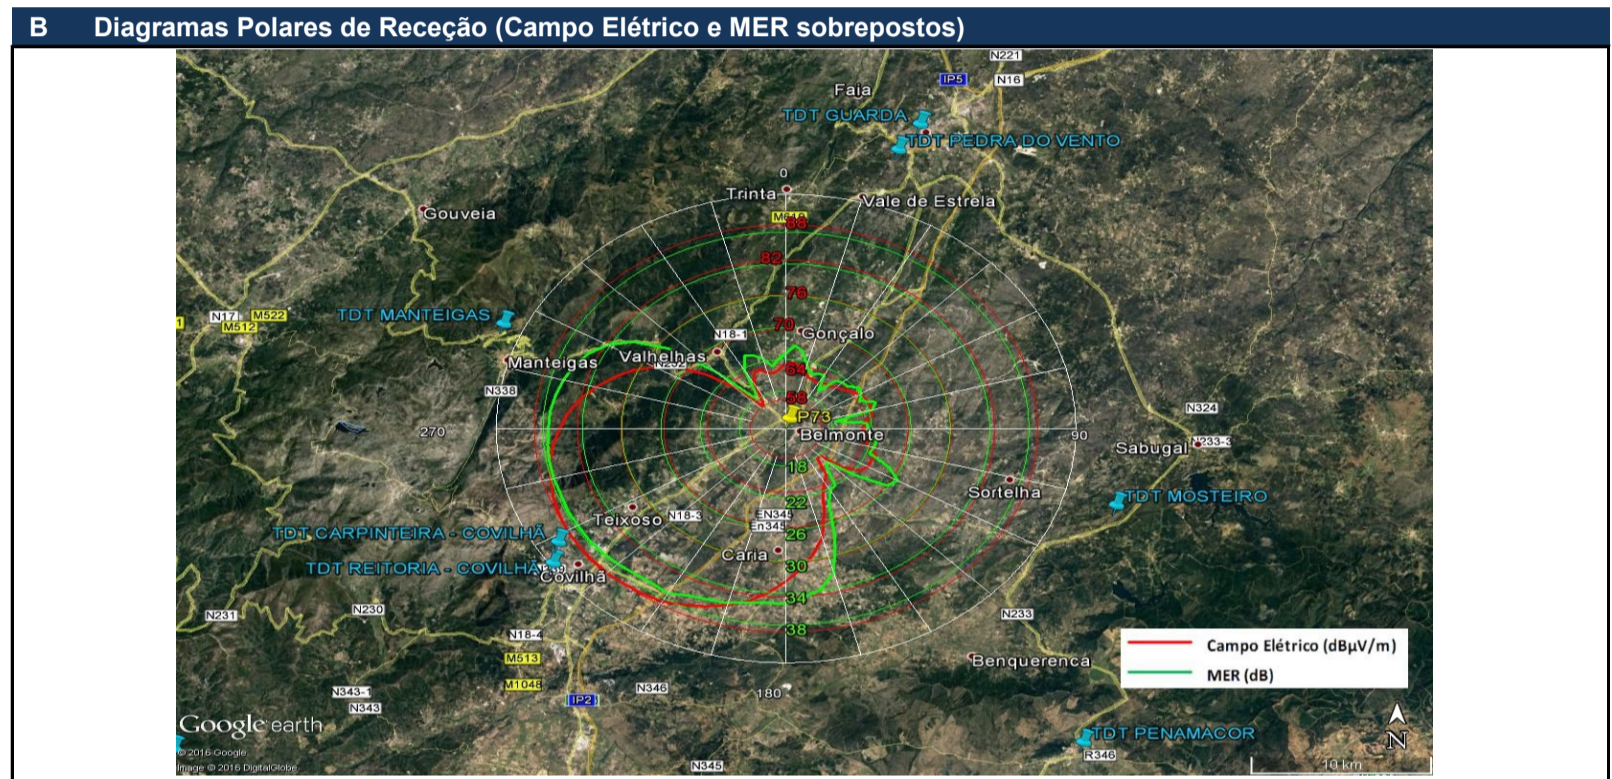 B Diagramas Polares de Receção (Campo Elétrico e MER sobrepostos)
N221
IP5
N16
Faia
TDT GUARDA
TDT PEDRA DO VENTO
0
Trinta
Vale de Estrela
Gouveia
88
82
76
N17
M522
M512
TDT MANTEIGAS
70
N18-1
Gonçalo
Valhelhas
Manteigas
64
N338
58
N324
P73
270
Belmonte
90
N233-3
Sabugal
18
Sortelha
TDT MOSTEIRO
22
Teixoso
N18-3
EN345
En345
26
TDT CARPINTEIRA - COVILHÃ
Caria
30
TDT REITORIA - COVILHÃ
Covilhã
34
N231
N230
N233
38
N18-4
Campo Elétrico (dBµV/m)
M513
Benquerenca
MER (dB)
M1048
N346
180
N343-1
IP2
N343
Google earth
N
TDT PENAMACOR
© 2016 Google
R346
Image © 2016 DigitalGlobe
N345
10 km